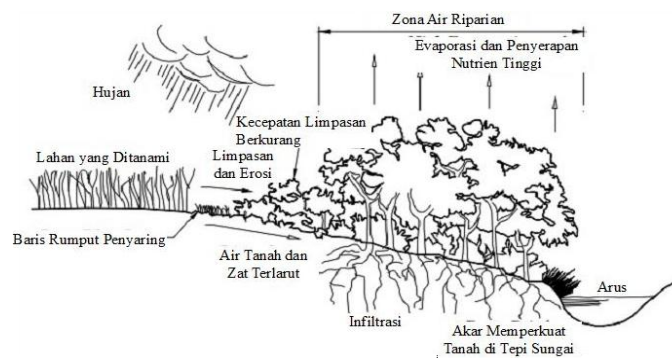 Zona Air Riparian
Evaporasi dan Penyerapan
Nutrien Tinggi
Hujan
Kecepatan Limpasan
Berkurang
Lahan yang Ditanami
Limpasan
dan Erosi
Baris Rumput Penyaring
Air Tanah dan
Zat Terlarut
Arus
Infiltrasi
Akar Memperkuat
Tanah di Tepi Sungai